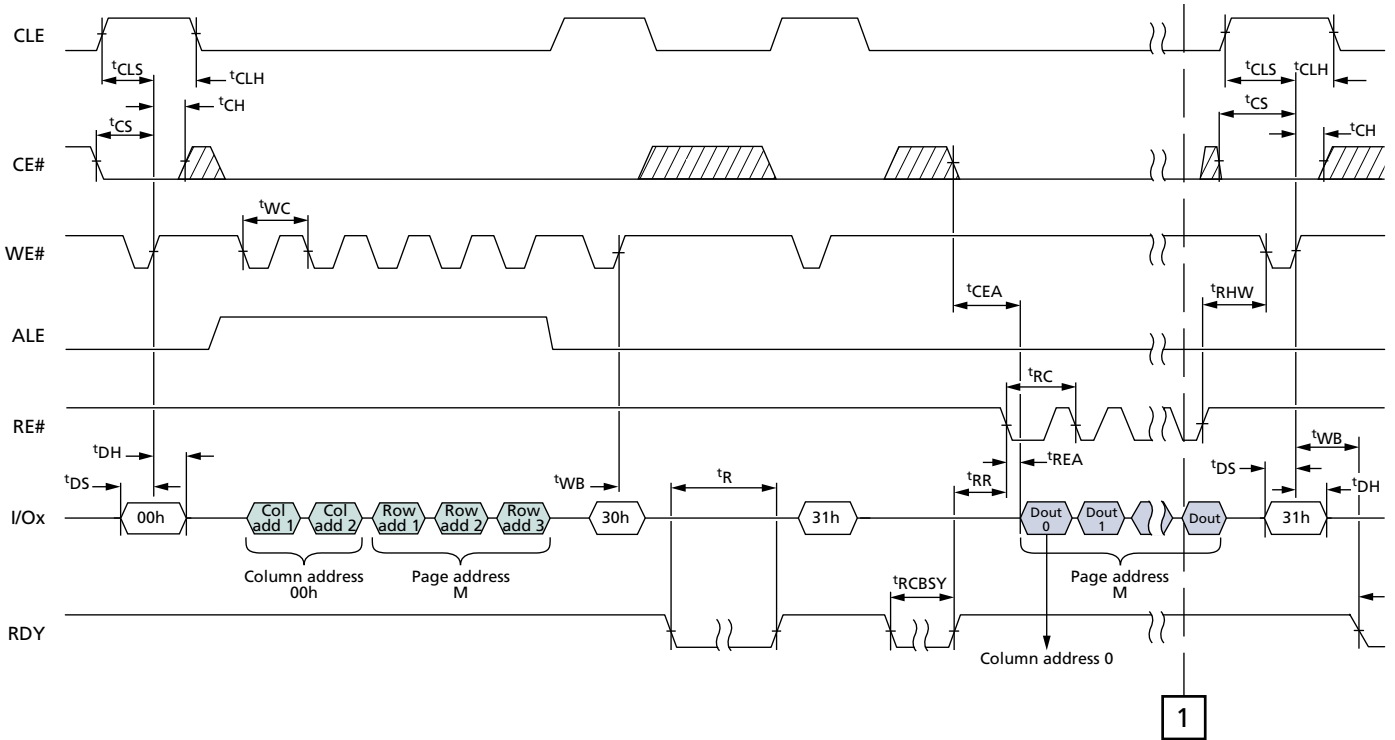 CLE
tCLS
tCLH
tCLS
tCLH
tCH
tCS
tCS
tCH
CE#
tWC
WE#
tCEA
tRHW
ALE
tRC
RE#
tDH
tREA
tWB
tDS
tWB
tR
tRR
tDS
tDH
I/Ox
00h
Col
add 1
Col
add 2
Row
add 1
Row
add 2
Row
add 3
30h
31h
Dout
0
Dout
1
Dout
31h
Column address
00h
Page address
M
tRCBSY
Page address
M
RDY
Column address 0
1